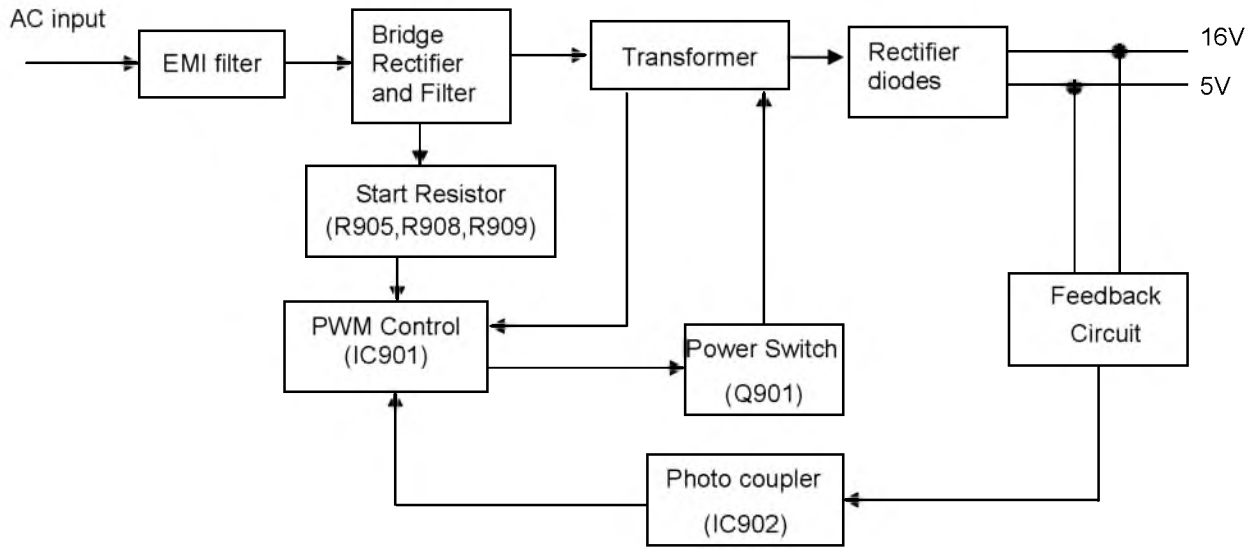 AC input
EMI filter
Bridge
Rectifier
and Filter
Transformer
Rectifier
diodes
16V
5V
Start Resistor
(R905,R908,R909)
PWM Control
(IC901)
Power Switch
(Q901)
Feedback
Circuit
Photo coupler
(IC902)